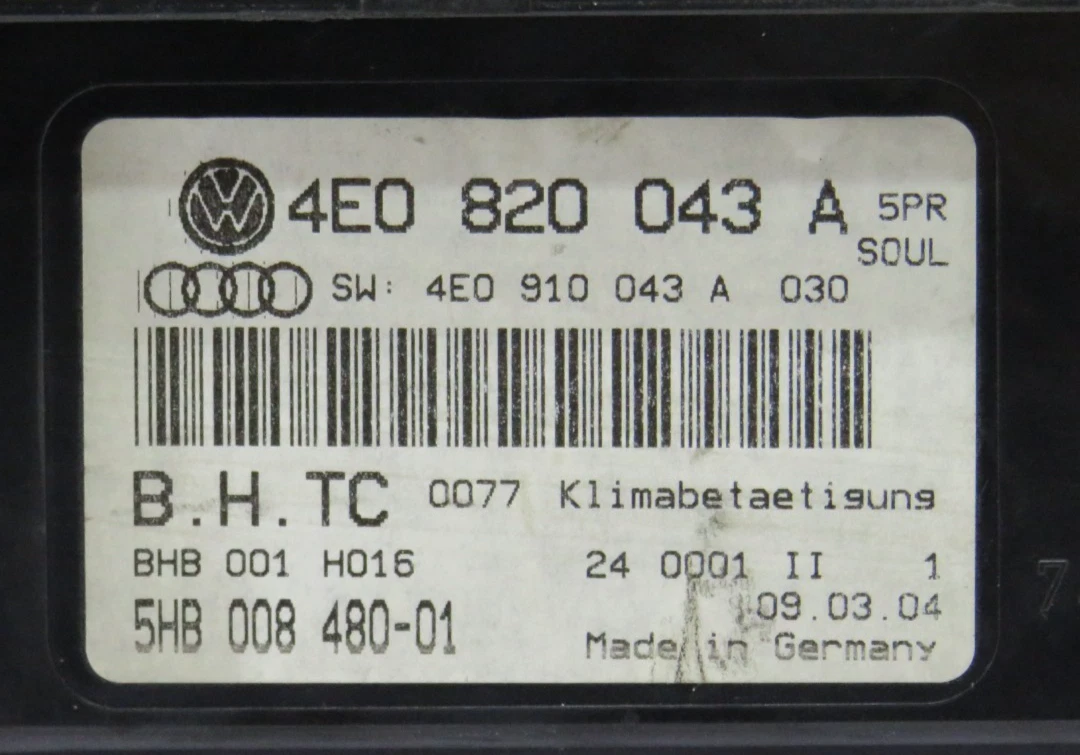 4E0 820 043 A 5PR
SOUL
SW: 4E0 910 043 A 030
B.H.TC 0077 Klimabetaetigung
BHB 001 H016 24 0001 II 1
09.03.04
5HB 008 480-01
Made in Germany
7